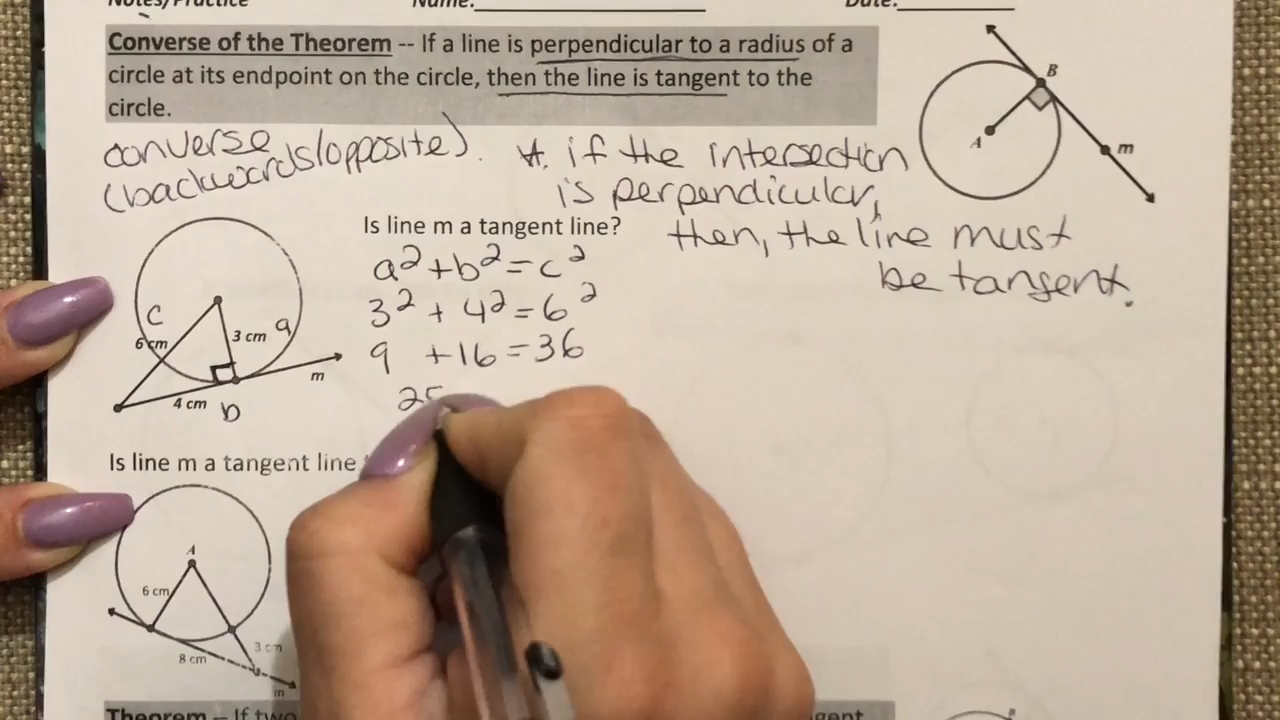 Notes/Practice Name: Date:
Converse of the Theorem -- If a line is perpendicular to a radius of a
circle at its endpoint on the circle, then the line is tangent to the
circle.
converse
(backwards/opposite).
if the intersection
is perpendicular,
then, the line must
be tangent.
B
A
m
Is line m a tangent line?
a²+b²=c²
3² + 4² = 6²
9 +16 = 36
25
c
6 cm
3 cm a
m
4 cm b
Is line m a tangent line
A
6 cm
3 cm
8 cm
m
Theorem – If two
gent
B